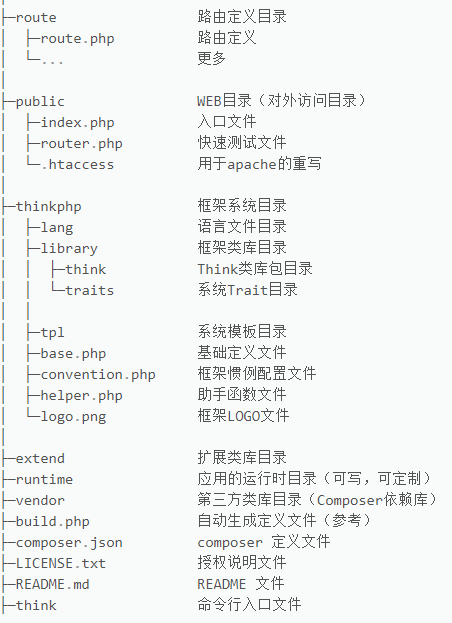 ├─route 路由定义目录
│ ├─route.php 路由定义
│ └─... 更多
│
├─public WEB目录（对外访问目录）
│ ├─index.php 入口文件
│ ├─router.php 快速测试文件
│ └─.htaccess 用于apache的重写
│
├─thinkphp 框架系统目录
│ ├─lang 语言文件目录
│ ├─library 框架类库目录
│ │ ├─think Think类库包目录
│ │ └─traits 系统Trait目录
│ │
│ ├─tpl 系统模板目录
│ ├─base.php 基础定义文件
│ ├─convention.php 框架惯例配置文件
│ ├─helper.php 助手函数文件
│ └─logo.png 框架LOGO文件
│
├─extend 扩展类库目录
├─runtime 应用的运行时目录（可写，可定制）
├─vendor 第三方类库目录（Composer依赖库）
├─build.php 自动生成定义文件（参考）
├─composer.json composer 定义文件
├─LICENSE.txt 授权说明文件
├─README.md README 文件
├─think 命令行入口文件